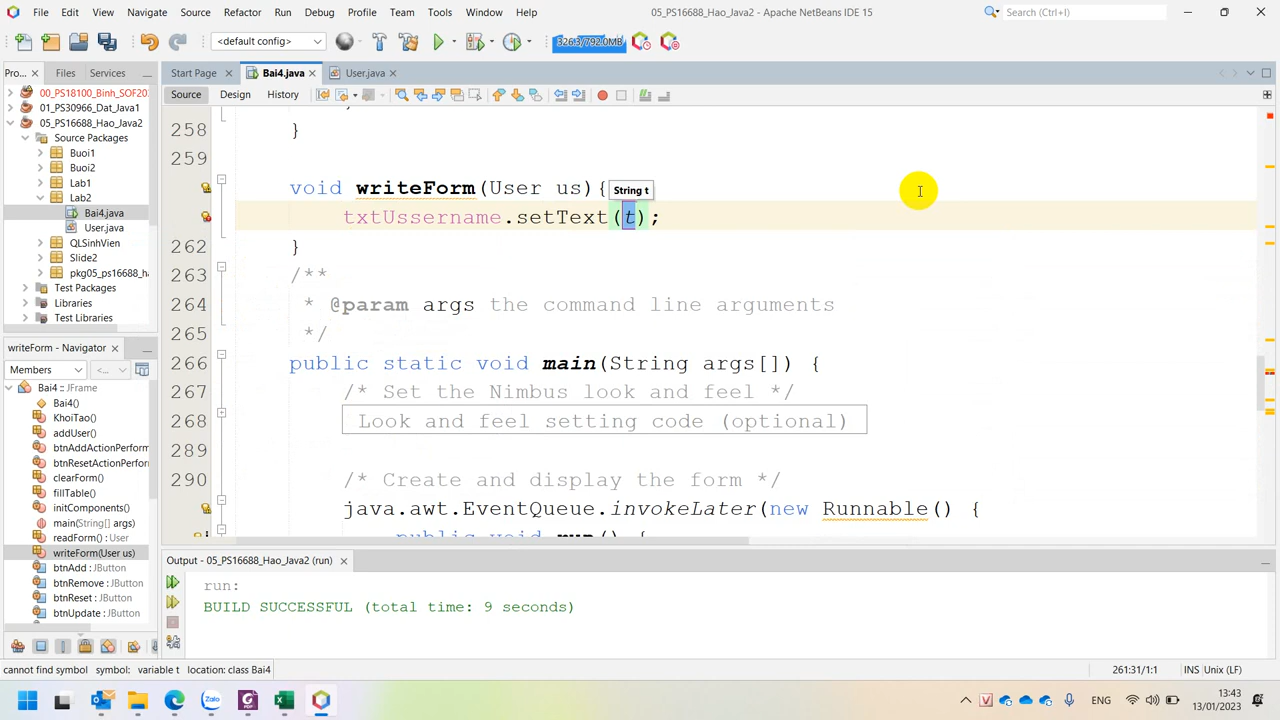 File Edit View Navigate Source Refactor Run Debug Profile Team Tools Window Help
05_PS16688_Hao_Java2 - Apache NetBeans IDE 15
Search (Ctrl+I)
<default config>
326.3/792.0MB
Pro...
Files
Services
Start Page
Bai4.java
User.java
Source
Design
History
00_PS18100_Binh_SOF20
01_PS30966_Dat_Java1
05_PS16688_Hao_Java2
Source Packages
Buoi1
Buoi2
Lab1
Lab2
Bai4.java
User.java
QLSinhVien
Slide2
pkg05_ps16688_h
Test Packages
Libraries
Test Libraries
writeForm - Navigator
Members
<...
Bai4 :: JFrame
Bai4()
KhoiTao()
addUser()
btnAddActionPerform
btnResetActionPerfor
clearForm()
fillTable()
initComponents()
main(String[] args)
readForm() : User
writeForm(User us)
btnAdd : JButton
btnRemove : JButton
btnReset : JButton
btnUpdate : JButton
258 }
259
void writeForm(User us){
String t
txtUssername.setText(t);
262 }
263 /**
264 * @param args the command line arguments
265 */
266 public static void main(String args[]) {
267 /* Set the Nimbus look and feel */
268 Look and feel setting code (optional)
289
290 /* Create and display the form */
java.awt.EventQueue.invokeLater(new Runnable() {
public void run() {
Output - 05_PS16688_Hao_Java2 (run)
run:
BUILD SUCCESSFUL (total time: 9 seconds)
cannot find symbol symbol: variable t location: class Bai4
261:31/1:1
INS Unix (LF)
Zalo
ENG
13:43
13/01/2023